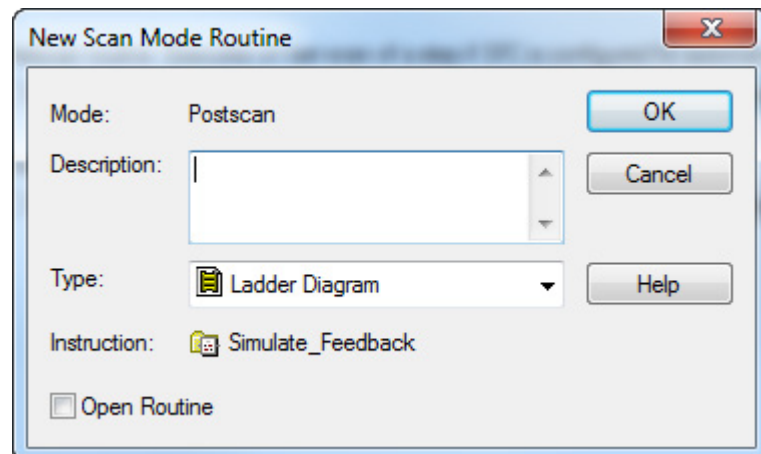 New Scan Mode Routine
Mode: Postscan OK
Description: Cancel
Type: Ladder Diagram Help
Instruction: Simulate_Feedback
Open Routine